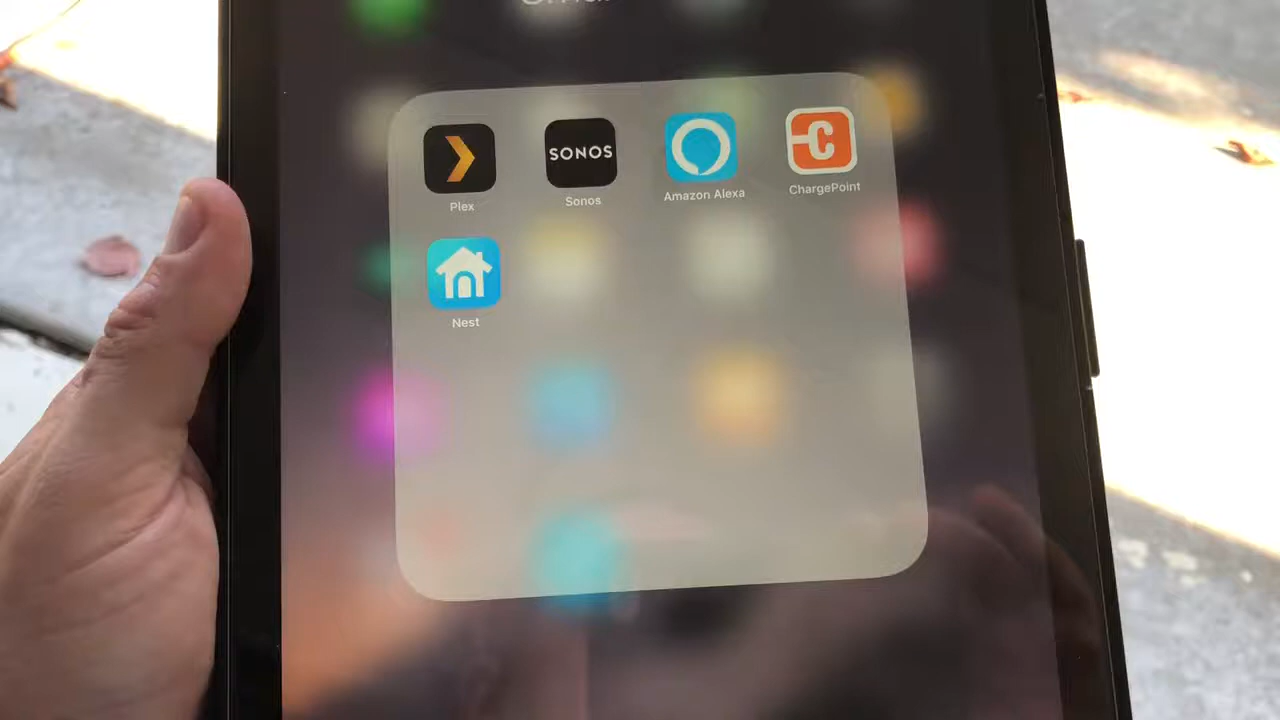 SONOS
Plex
Sonos
Amazon Alexa
ChargePoint
Nest